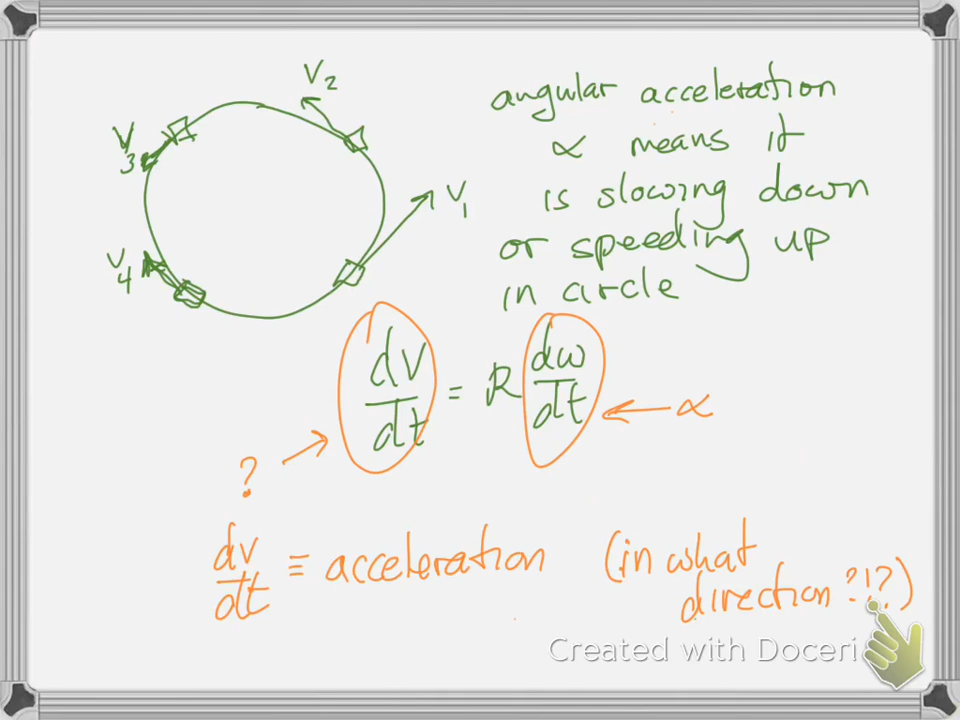 V2
V3
V1
V4
angular acceleration
α means it
is slowing down
or speeding up
in circle
dv/dt = R dω/dt
← α
? →
dv/dt ≡ acceleration (in what
direction ?!?)
Created with Doceri